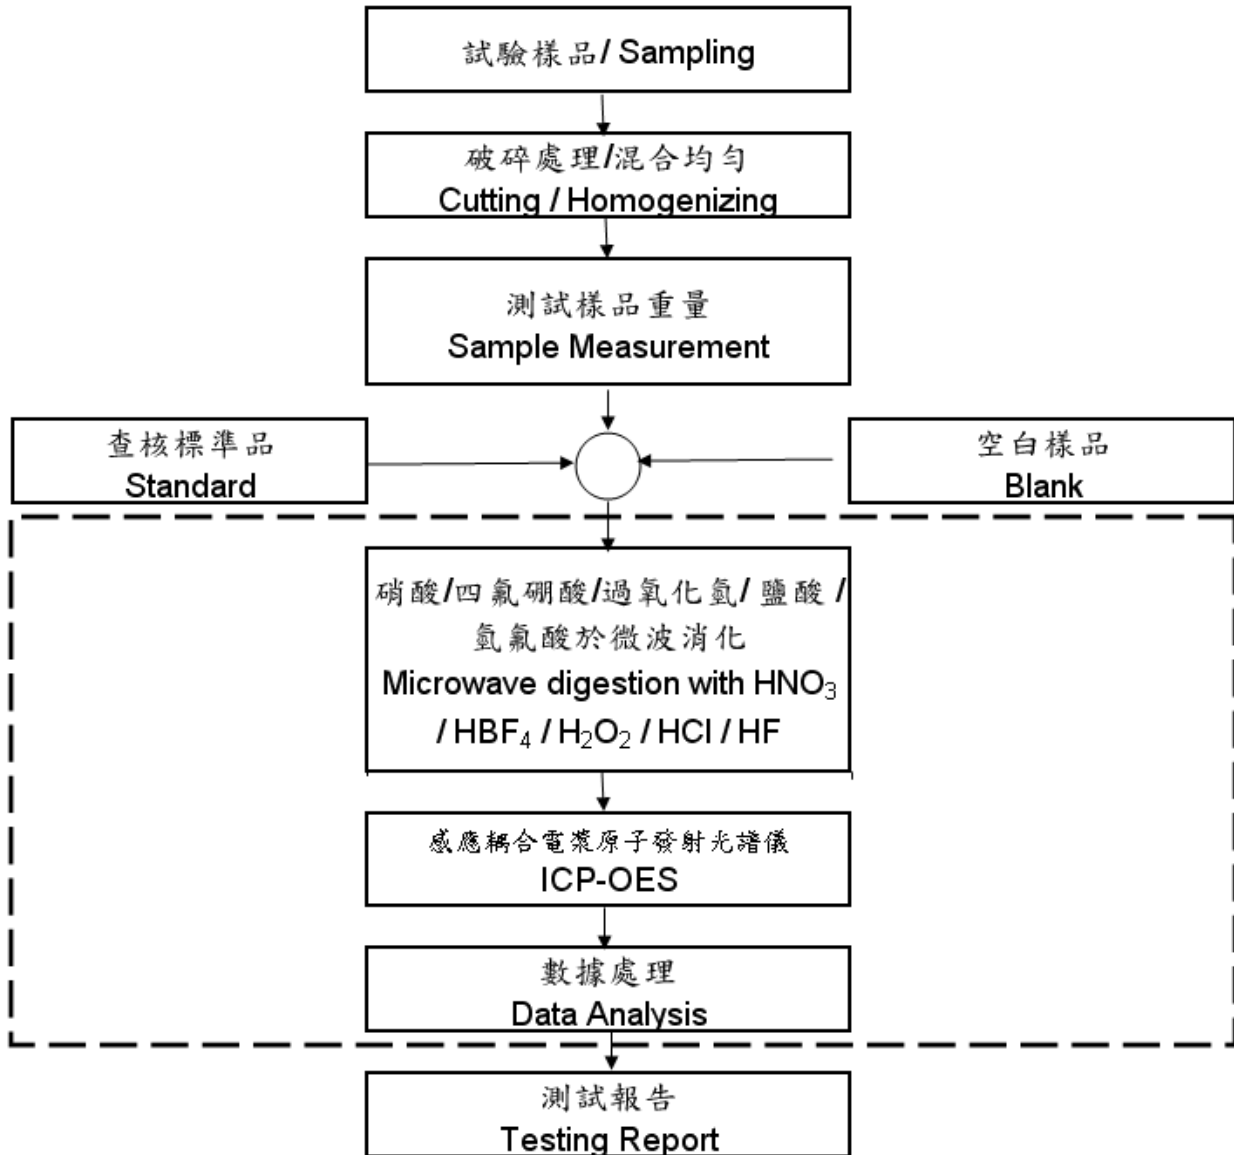 試驗樣品/ Sampling
破碎處理/混合均勻
Cutting / Homogenizing
測試樣品重量
Sample Measurement
查核標準品
Standard
空白樣品
Blank
硝酸/四氟硼酸/過氧化氫/ 鹽酸 /
氫氟酸於微波消化
Microwave digestion with HNO₃
/ HBF₄ / H₂O₂ / HCl / HF
感應耦合電漿原子發射光譜儀
ICP-OES
數據處理
Data Analysis
測試報告
Testing Report